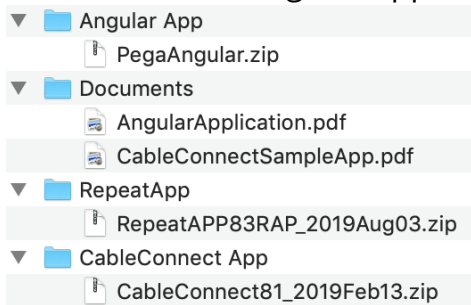 Angular App
PegaAngular.zip
Documents
AngularApplication.pdf
CableConnectSampleApp.pdf
RepeatApp
RepeatAPP83RAP_2019Aug03.zip
CableConnect App
CableConnect81_2019Feb13.zip